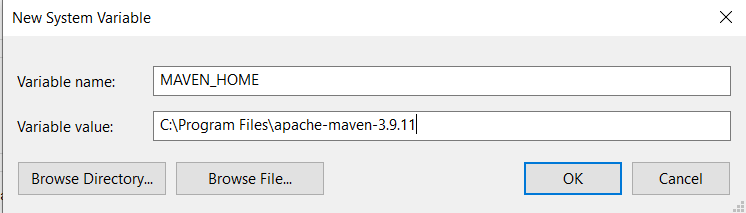 New System Variable
Variable name: MAVEN_HOME
Variable value: C:\Program Files\apache-maven-3.9.11
Browse Directory... Browse File... OK Cancel